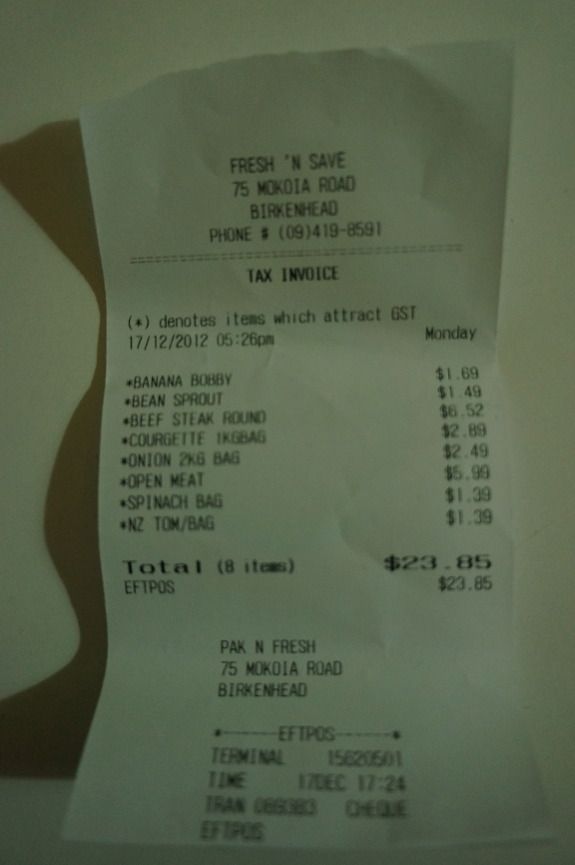 FRESH 'N SAVE
75 MOKOIA ROAD
BIRKENHEAD
PHONE # (09)419-8591
TAX INVOICE
(*) denotes items which attract GST
17/12/2012 05:26pm Monday
*BANANA BOBBY $1.69
*BEAN SPROUT $1.49
*BEEF STEAK ROUND $6.52
*COURGETTE 1KGBAG $2.89
*ONION 2KG BAG $2.49
*OPEN MEAT $5.99
*SPINACH BAG $1.39
*NZ TOM/BAG $1.39
Total (8 items) $23.85
EFTPOS $23.85
PAK N FRESH
75 MOKOIA ROAD
BIRKENHEAD
*------EFTPOS------*
TERMINAL 15620501
TIME 17DEC 17:24
TRAN CHEQUE
EFTPOS